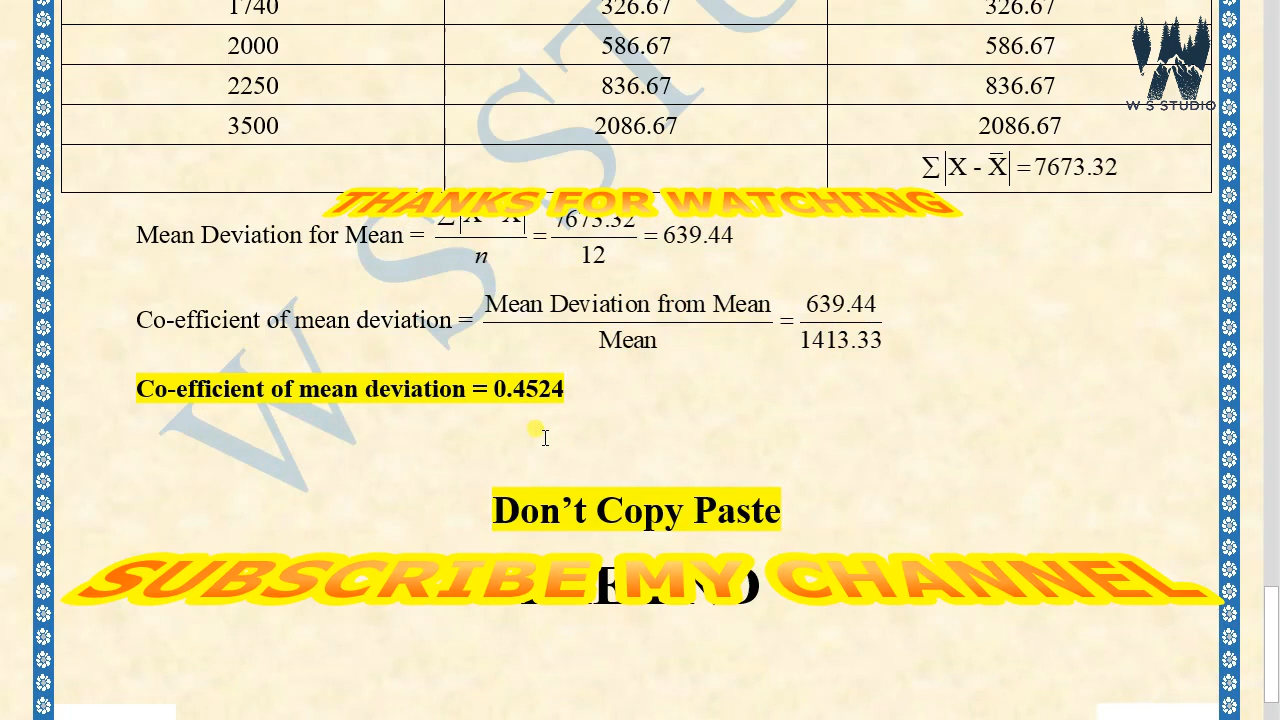 1740 326.67 326.67
2000 586.67 586.67
2250 836.67 836.67
3500 2086.67 2086.67
∑|X - X̄| = 7673.32
THANKS FOR WATCHING
Mean Deviation for Mean = ∑|X - X̄| / n = 7673.32 / 12 = 639.44
Co-efficient of mean deviation = Mean Deviation from Mean / Mean = 639.44 / 1413.33
Co-efficient of mean deviation = 0.4524
Don’t Copy Paste
SUBSCRIBE MY CHANNEL
W S STUDIO